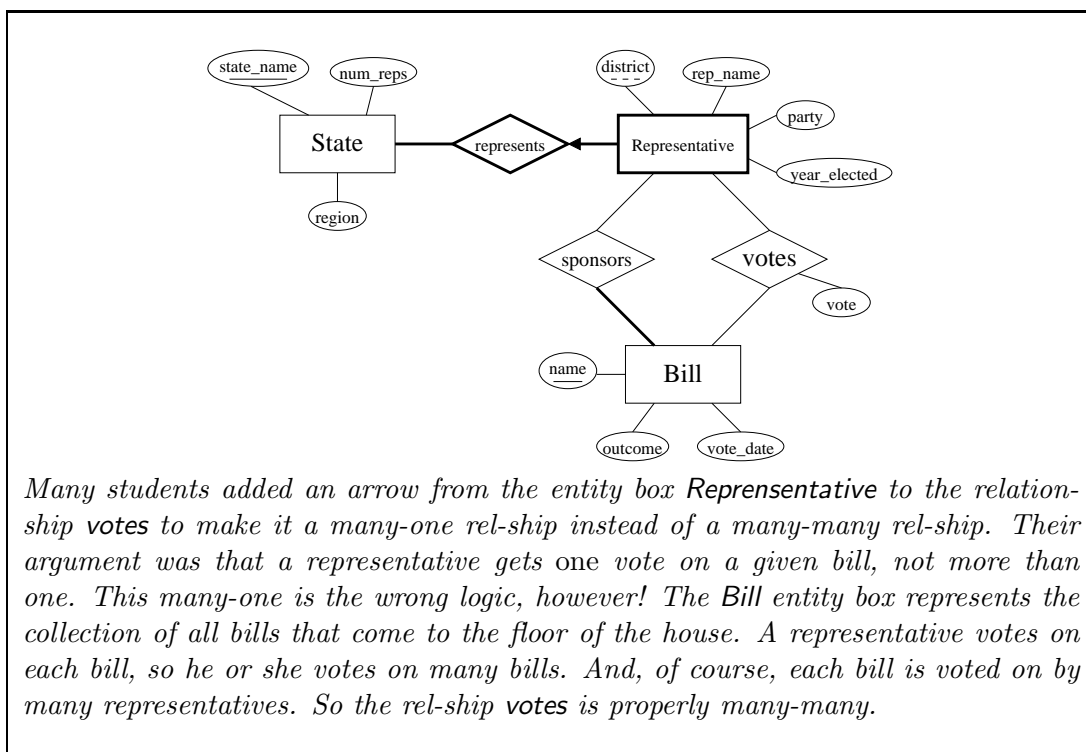 state_name
num_reps
district
rep_name
party
State
represents
Representative
year_elected
region
sponsors
votes
vote
name
Bill
outcome
vote_date
Many students added an arrow from the entity box Reprensentative to the relation-
ship votes to make it a many-one rel-ship instead of a many-many rel-ship. Their
argument was that a representative gets one vote on a given bill, not more than
one. This many-one is the wrong logic, however! The Bill entity box represents the
collection of all bills that come to the floor of the house. A representative votes on
each bill, so he or she votes on many bills. And, of course, each bill is voted on by
many representatives. So the rel-ship votes is properly many-many.